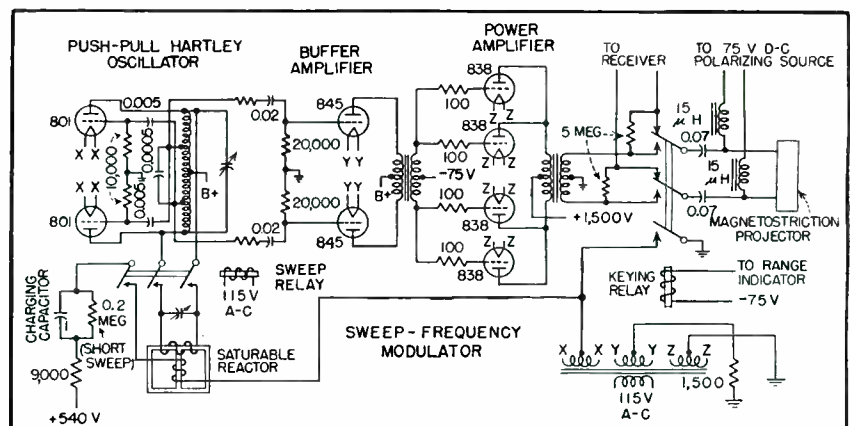 PUSH-PULL HARTLEY
OSCILLATOR
BUFFER
AMPLIFIER
POWER
AMPLIFIER
TO
RECEIVER
TO 75 V D-C
POLARIZING SOURCE
801
0.005
10,000
0.0005
0.005
X X
X X
801
B+
0.02
845
20,000
Y Y
Y Y
20,000
0.02
845
B+
-75V
838
100
Z Z
838
100
Z Z
100
Z Z
838
100
Z Z
838
+1,500 V
5 MEG
15
μ H
0.07
15
μ H
0.07
MAGNETOSTRICTION
PROJECTOR
CHARGING
CAPACITOR
1
0.2
MEG
(SHORT
SWEEP)
9,000
+540 V
115 V
A-C
SWEEP
RELAY
SATURABLE
REACTOR
SWEEP-FREQUENCY
MODULATOR
KEYING
RELAY
TO RANGE
INDICATOR
-75 V
X X Y Y Z Z
115 V
A-C
1,500